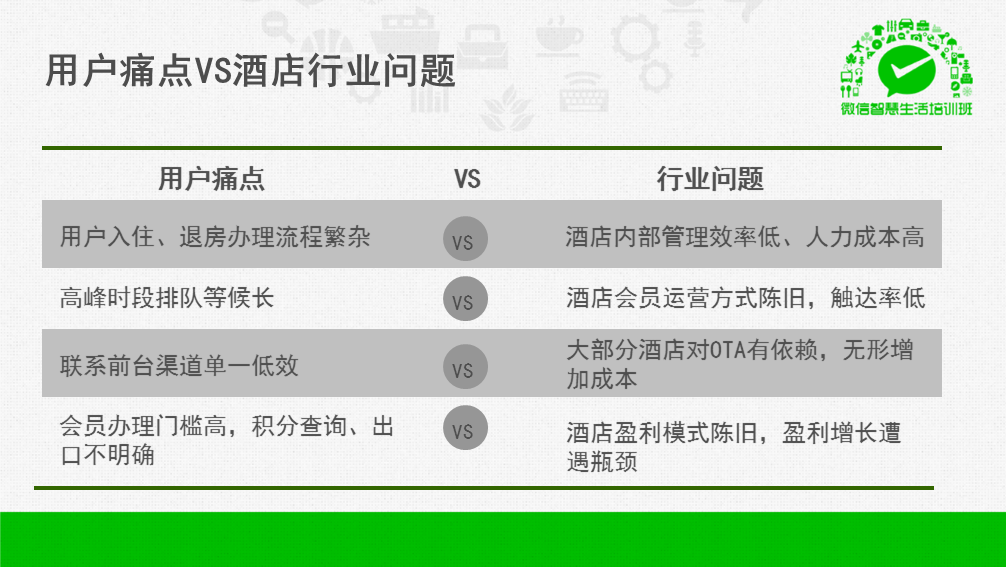 用户痛点VS酒店行业问题
微信智慧生活培训班
用户痛点 VS 行业问题
用户入住、退房办理流程繁杂 VS 酒店内部管理效率低、人力成本高
高峰时段排队等候长 VS 酒店会员运营方式陈旧，触达率低
联系前台渠道单一低效 VS 大部分酒店对OTA有依赖，无形增
加成本
会员办理门槛高，积分查询、出 VS 酒店盈利模式陈旧，盈利增长遭
口不明确 遇瓶颈